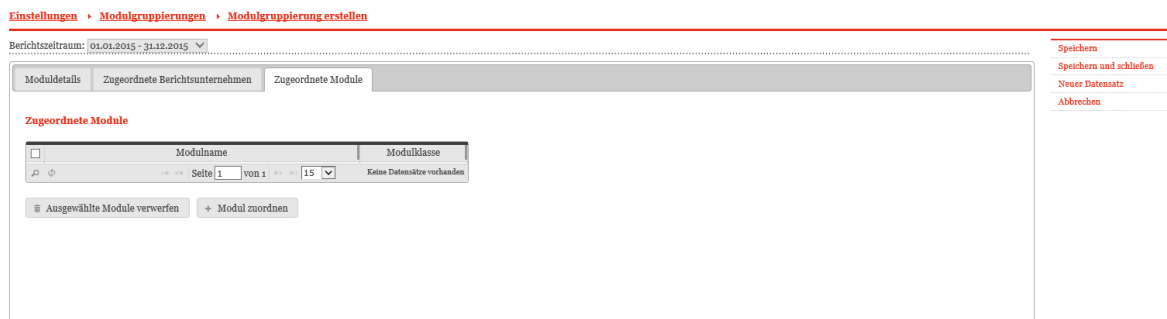 Einstellungen Modulgruppierungen Modulgruppierung erstellen
Berichtszeitraum: 01.01.2015 - 31.12.2015
Speichern
Speichern und schließen
Neuer Datensatz
Abbrechen
Moduldetails Zugeordnete Berichtsunternehmen Zugeordnete Module
Zugeordnete Module
Modulname Modulklasse
Seite 1 von 1 15 Keine Datensätze vorhanden
Ausgewählte Module verwerfen + Modul zuordnen